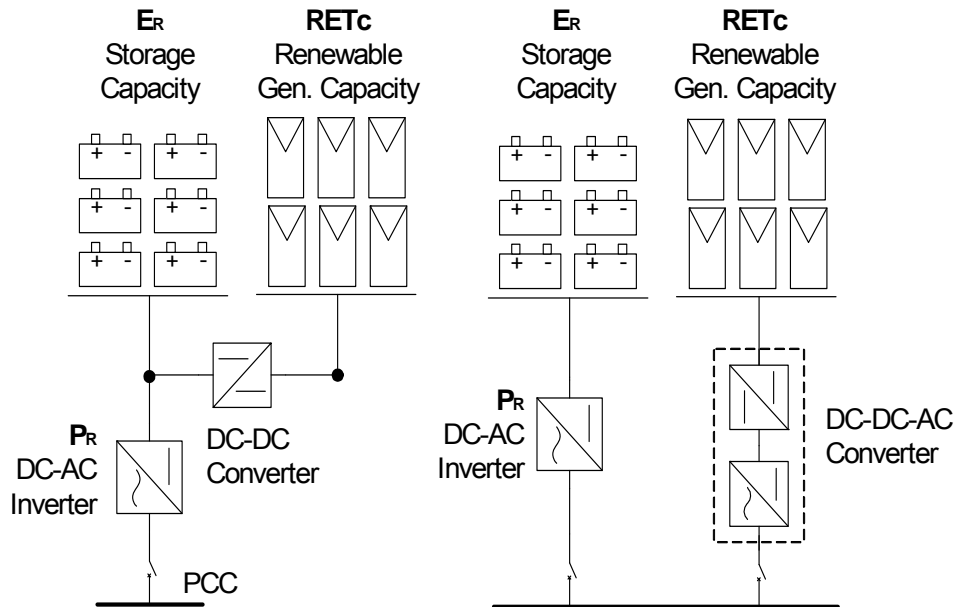 ER
Storage
Capacity
RETc
Renewable
Gen. Capacity
+ - + -
+ - + -
+ - + -
DC-DC
Converter
PR
DC-AC
Inverter
PCC
ER
Storage
Capacity
RETc
Renewable
Gen. Capacity
+ - + -
+ - + -
+ - + -
PR
DC-AC
Inverter
DC-DC-AC
Converter